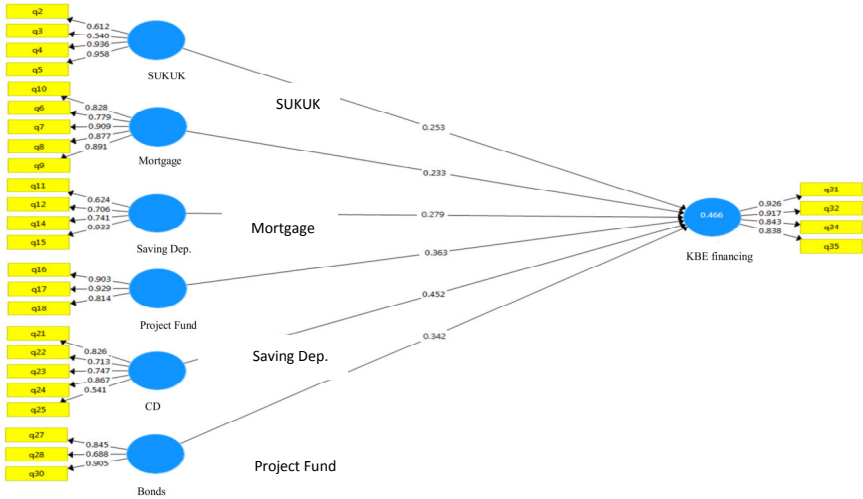 q2
q3
q4
q5
0.612
0.540
0.936
0.958
SUKUK
q10
q6
q7
q8
q9
0.828
0.779
0.909
0.877
0.891
Mortgage
q11
q12
q14
q15
0.624
0.706
0.741
0.933
Saving Dep.
q16
q17
q18
0.903
0.929
0.814
Project Fund
q21
q22
q23
q24
q25
0.826
0.713
0.747
0.867
0.541
CD
q27
q28
q30
0.845
0.688
0.905
Bonds
SUKUK
Mortgage
Saving Dep.
Project Fund
0.253
0.233
0.279
0.363
0.452
0.342
0.466
KBE financing
0.926
0.917
0.843
0.838
q31
q32
q34
q35